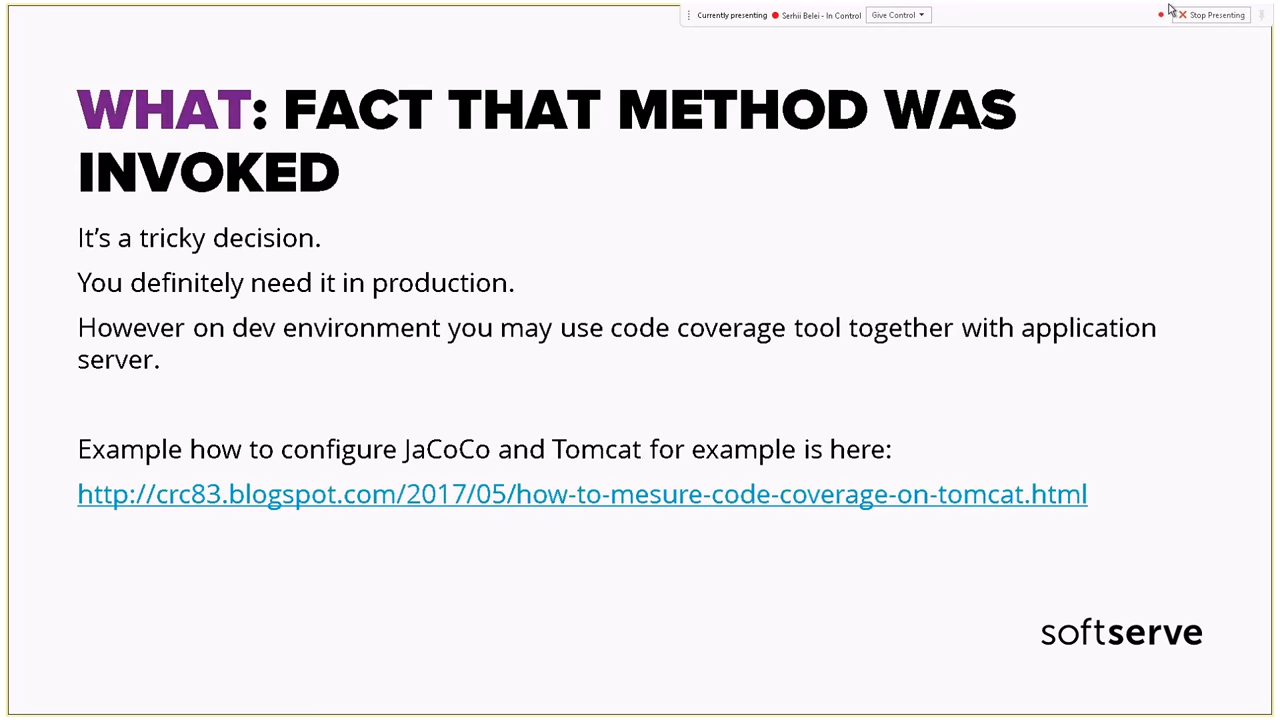 Currently presenting Serhii Belei - In Control Give Control Stop Presenting
WHAT: FACT THAT METHOD WAS
INVOKED
It’s a tricky decision.
You definitely need it in production.
However on dev environment you may use code coverage tool together with application
server.
Example how to configure JaCoCo and Tomcat for example is here:
http://crc83.blogspot.com/2017/05/how-to-mesure-code-coverage-on-tomcat.html
softserve